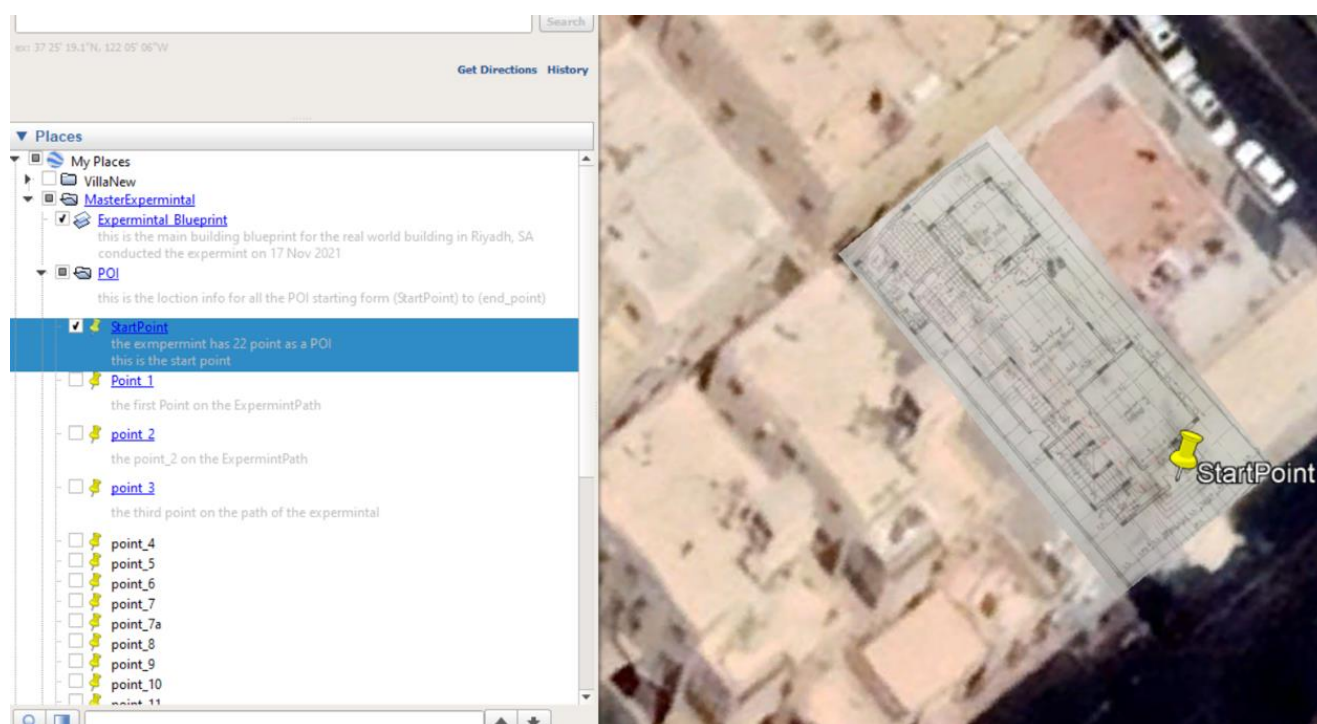 Search
ex: 37 25' 19.1"N, 122 05' 06"W
Get Directions History
Places
My Places
VillaNew
MasterExpermintal
Expermintal_Blueprint
this is the main building blueprint for the real world building in Riyadh, SA
conducted the expermint on 17 Nov 2021
POI
this is the loction info for all the POI starting form (StartPoint) to (end_point)
StartPoint
the exmpermint has 22 point as a POI
this is the start point
Point_1
the first Point on the ExpermintPath
point_2
the point_2 on the ExpermintPath
point_3
the third point on the path of the expermintal
point_4
point_5
point_6
point_7
point_7a
point_8
point_9
point_10
point_11
StartPoint